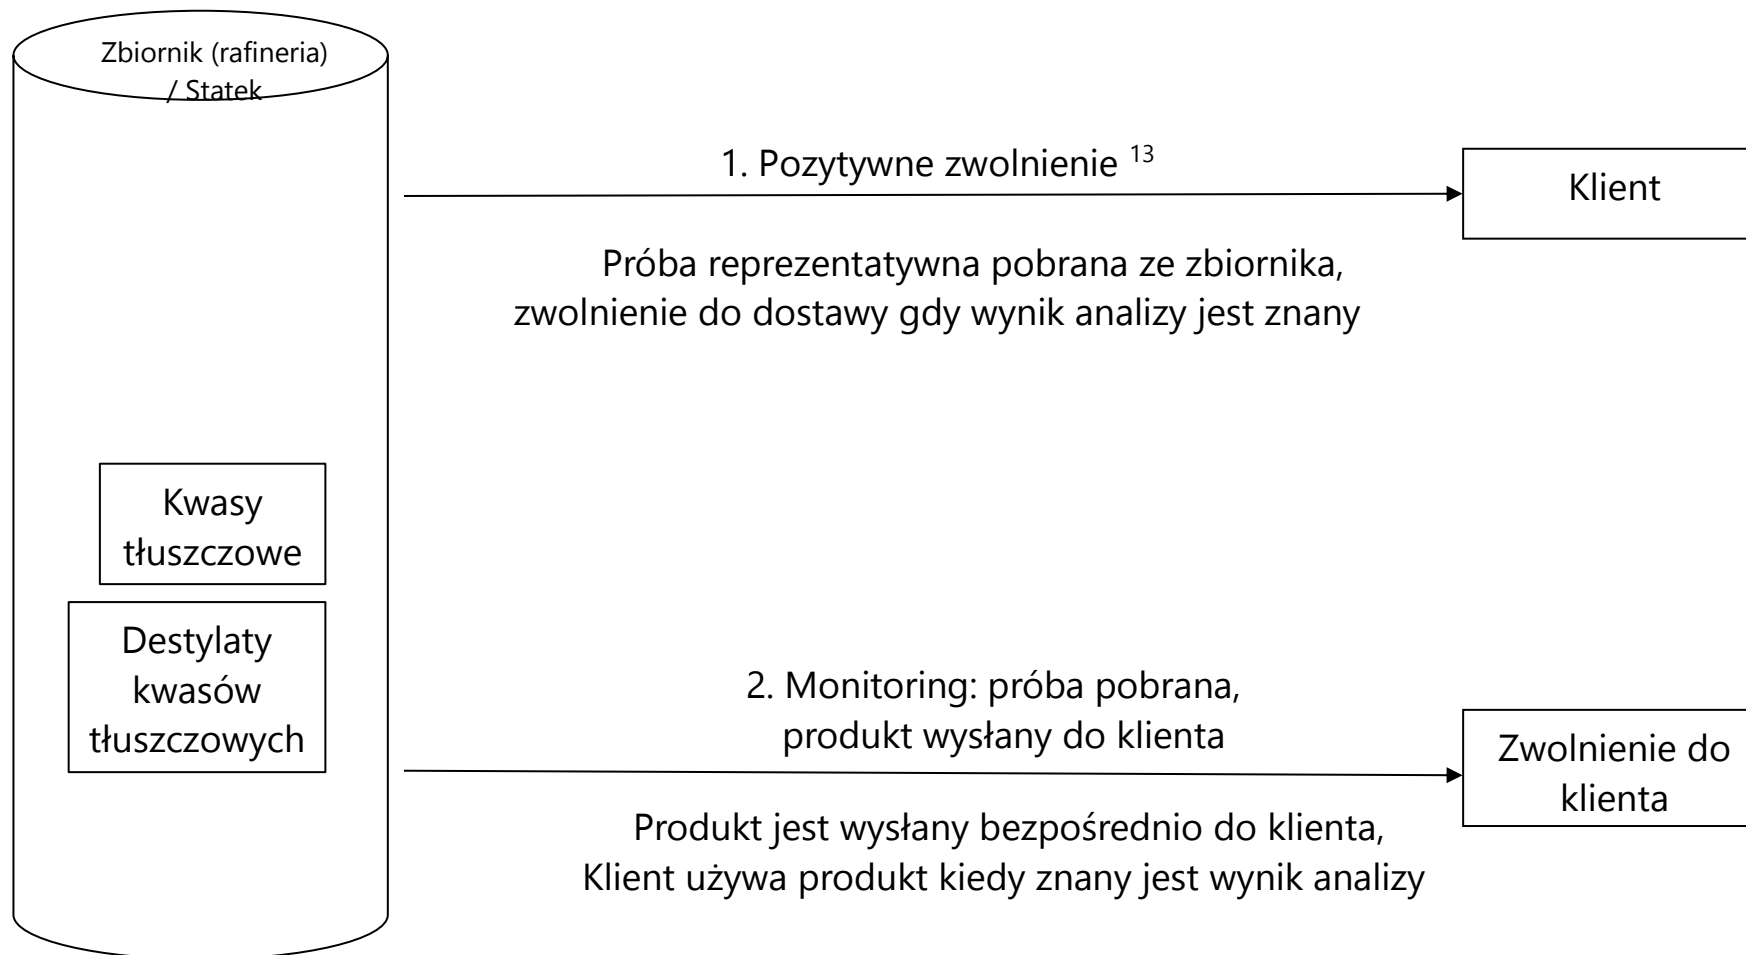 Zbiornik (rafineria)
/ Statek
1. Pozytywne zwolnienie ¹³
Klient
Próba reprezentatywna pobrana ze zbiornika,
zwolnienie do dostawy gdy wynik analizy jest znany
Kwasy
tłuszczowe
Destylaty
kwasów
tłuszczowych
2. Monitoring: próba pobrana,
produkt wysłany do klienta
Zwolnienie do
klienta
Produkt jest wysłany bezpośrednio do klienta,
Klient używa produkt kiedy znany jest wynik analizy